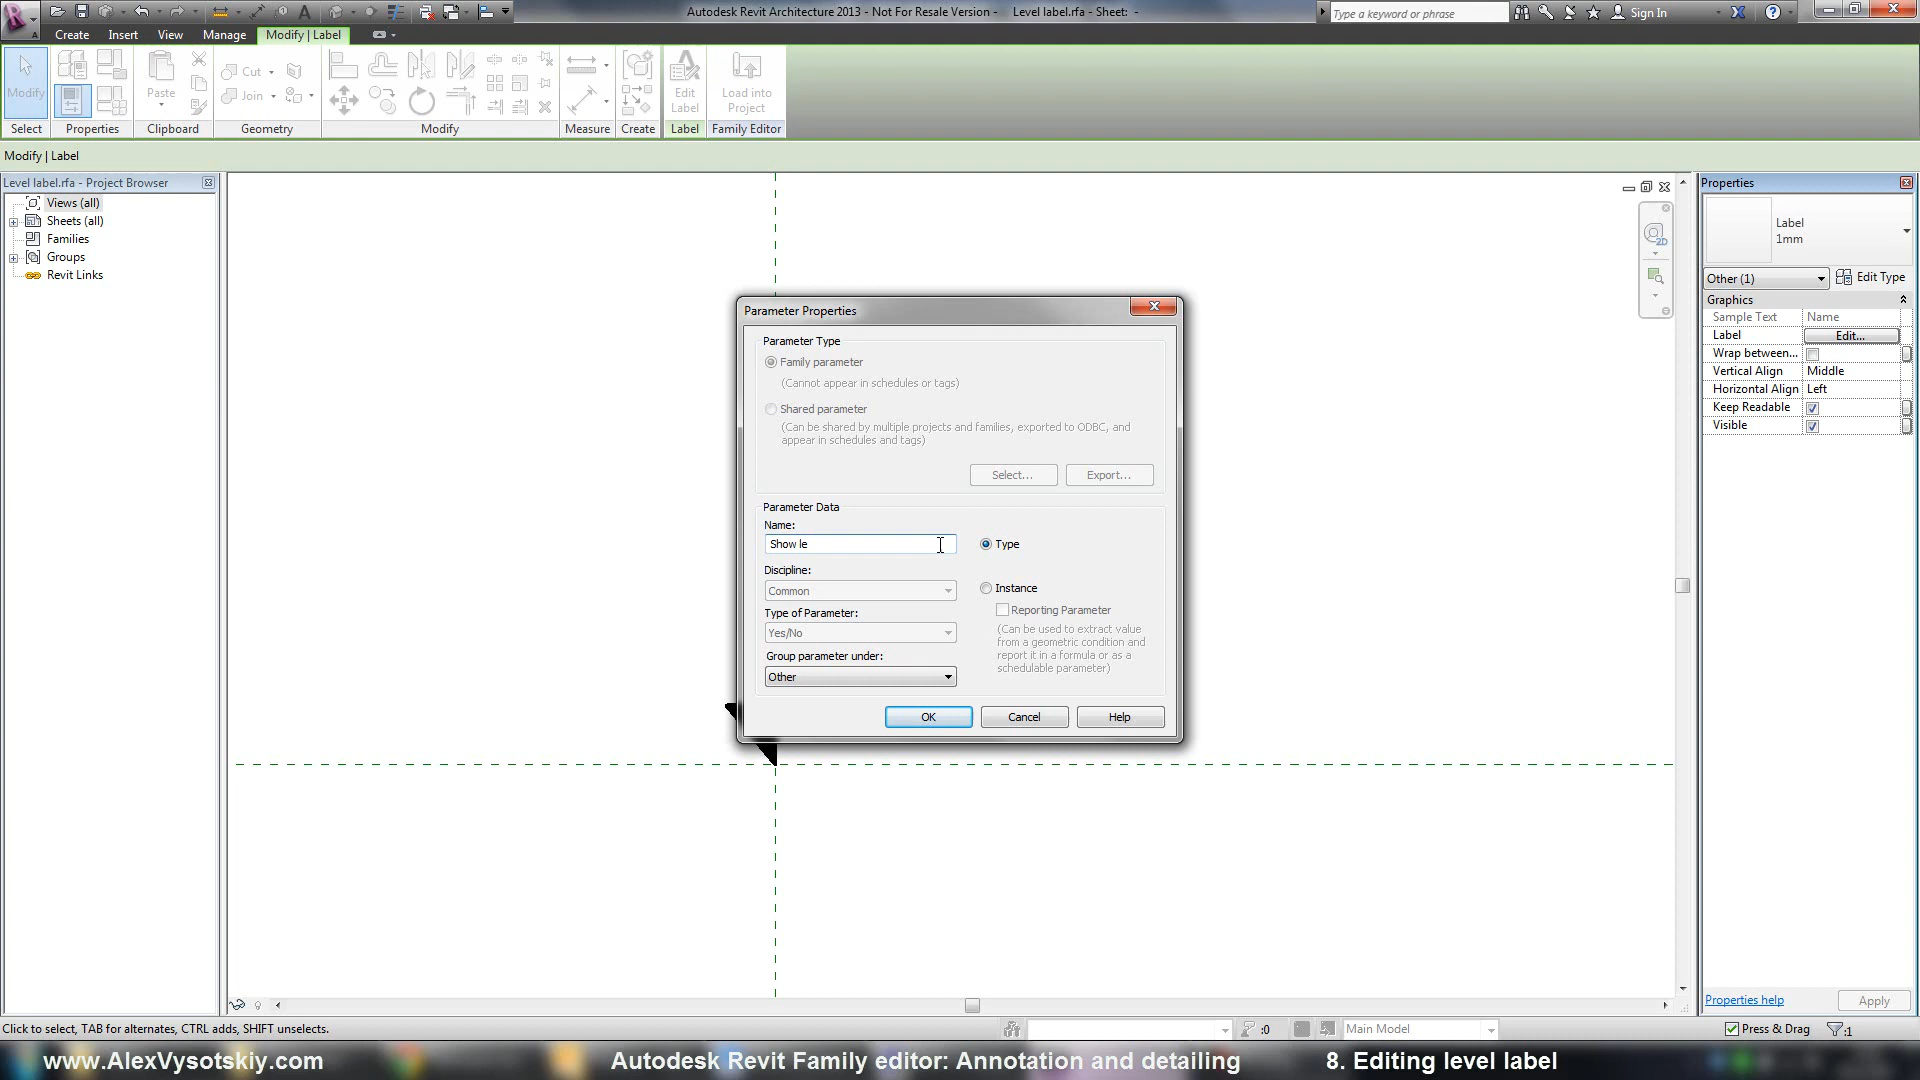 Autodesk Revit Architecture 2013 - Not For Resale Version -    Level label.rfa - Sheet: -
Type a keyword or phrase
Sign In
Create Insert View Manage Modify | Label
Modify
Paste
Cut
Join
Edit Label
Load into Project
Select Properties Clipboard Geometry Modify Measure Create Label Family Editor
Modify | Label
Level label.rfa - Project Browser
Views (all)
Sheets (all)
Families
Groups
Revit Links
Parameter Properties
Parameter Type
Family parameter
(Cannot appear in schedules or tags)
Shared parameter
(Can be shared by multiple projects and families, exported to ODBC, and
appear in schedules and tags)
Select... Export...
Parameter Data
Name:
Show le
Type
Discipline:
Common
Instance
Reporting Parameter
Type of Parameter:
Yes/No
(Can be used to extract value
from a geometric condition and
report it in a formula or as a
schedulable parameter)
Group parameter under:
Other
OK Cancel Help
2D
Properties
Label
1mm
Other (1) Edit Type
Graphics
Sample Text Name
Label Edit...
Wrap between...
Vertical Align Middle
Horizontal Align Left
Keep Readable
Visible
Properties help Apply
Click to select, TAB for alternates, CTRL adds, SHIFT unselects.
:0
Main Model
Press & Drag
:1
www.AlexVysotskiy.com
Autodesk Revit Family editor: Annotation and detailing
8. Editing level label